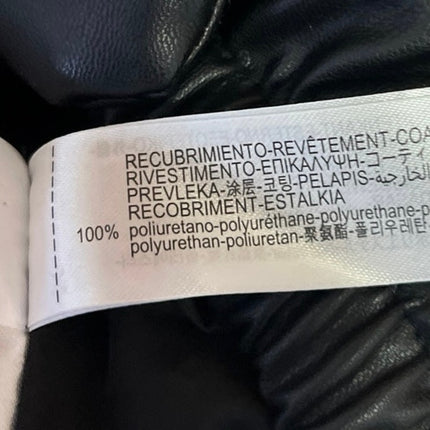 RECUBRIMIENTO-REVÊTEMENT-COA
RIVESTIMENTO-ΕΠΙΚΑΛΥΨΗ-コーティ
PREVLEKA-涂层-코팅-PELAPIS-الخارجية
RECOBRIMENT-ESTALKIA
100% poliuretano-polyuréthane-polyurethane-p
polyurethan-poliuretan-聚氨酯-폴리우레탄